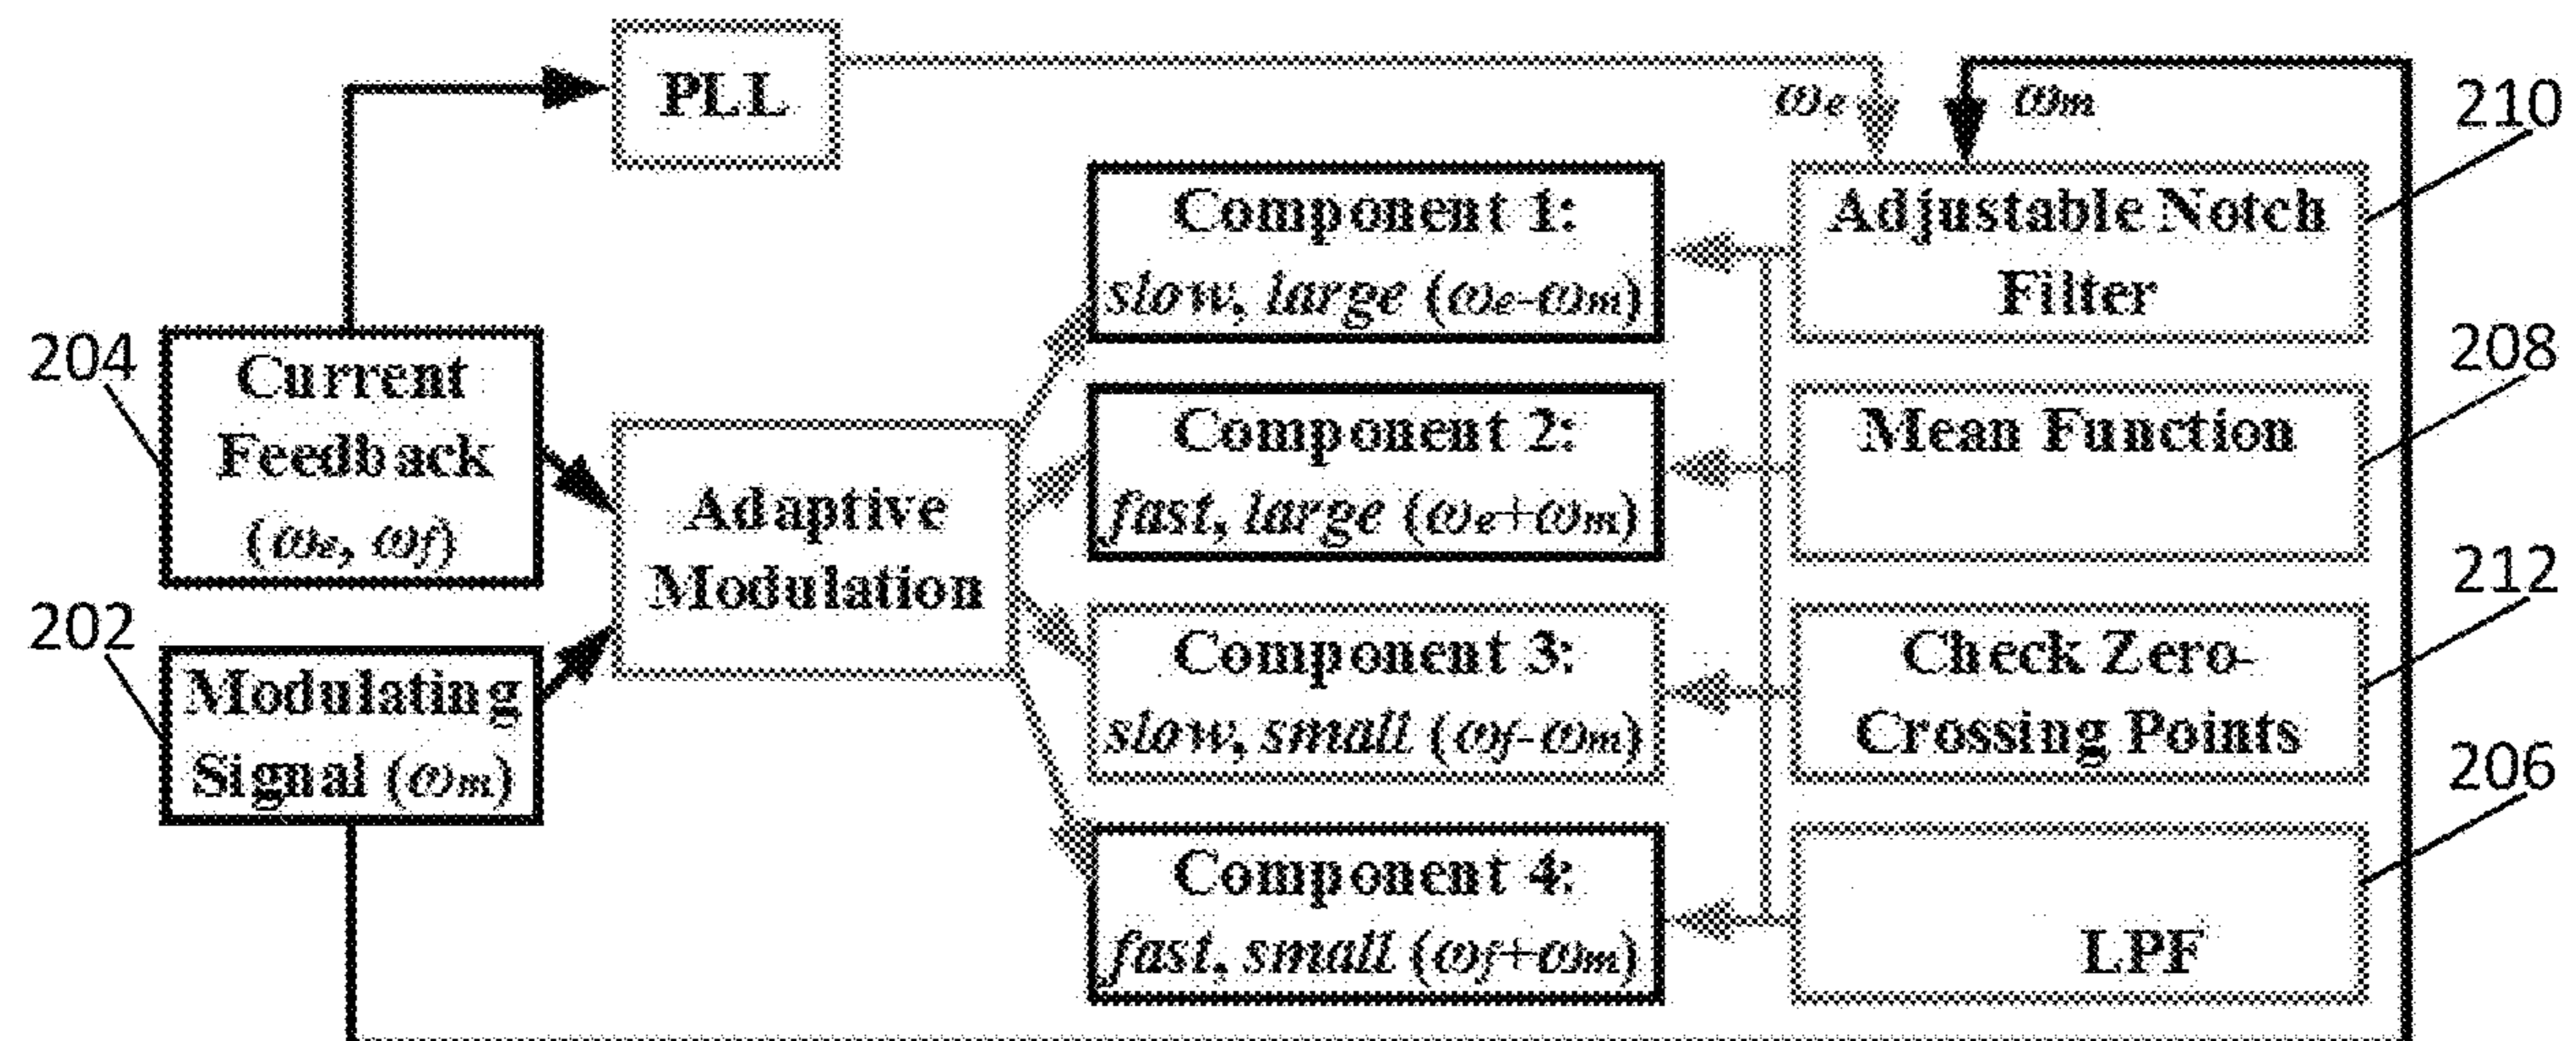 PLL
ωe
ωm
210
Component 1:
slow, large (ωe-ωm)
Adjustable Notch
Filter
204
Current
Feedback
(ωe, ωf)
208
Component 2:
fast, large (ωe+ωm)
Mean Function
Adaptive
Modulation
212
202
Modulating
Signal (ωm)
Component 3:
slow, small (ωf-ωm)
Check Zero-
Crossing Points
206
Component 4:
fast, small (ωf+ωm)
LPF